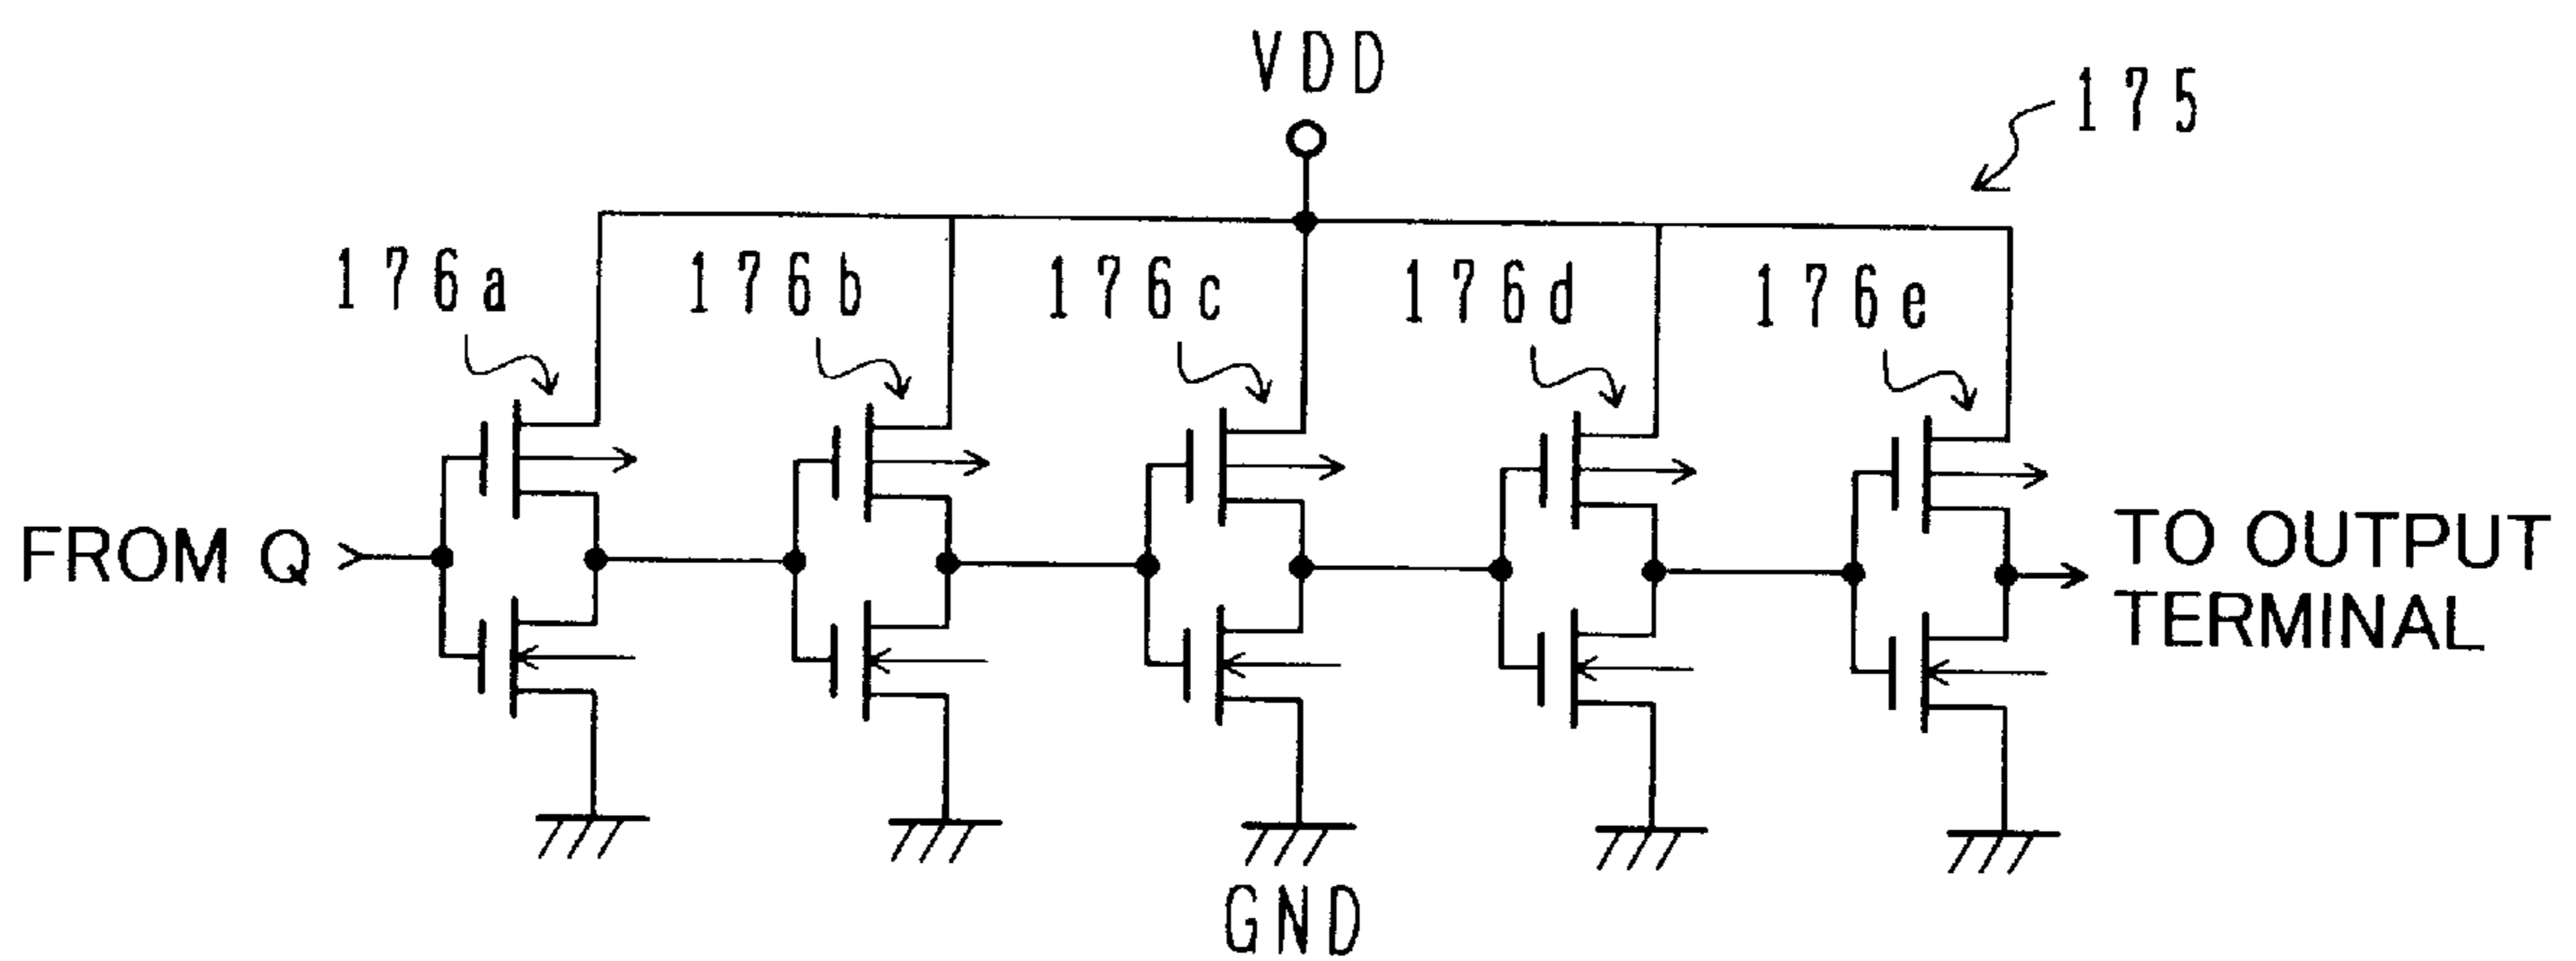 VDD
175
176a
176b
176c
176d
176e
FROM Q
TO OUTPUT
TERMINAL
GND